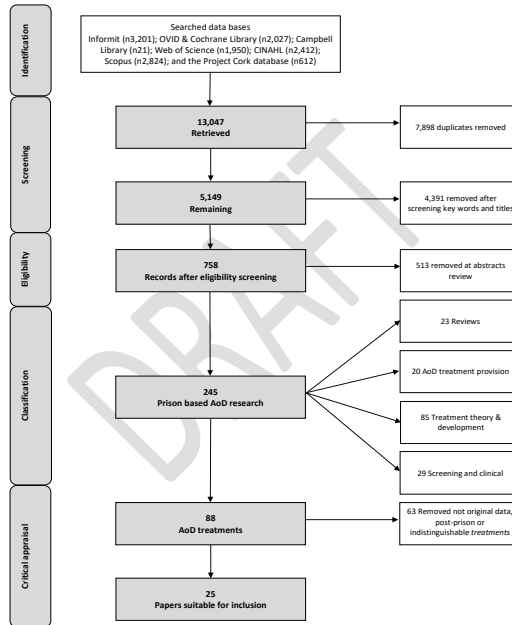 Identification
Searched data bases
Informit (n3,201); OVID & Cochrane Library (n2,027); Campbell
Library (n21); Web of Science (n1,950); CINAHL (n2,412);
Scopus (n2,824); and the Project Cork database (n612)
Screening
13,047
Retrieved
7,898 duplicates removed
5,149
Remaining
4,391 removed after
screening key words and titles
Eligibility
758
Records after eligibility screening
513 removed at abstracts
review
Classification
245
Prison based AoD research
23 Reviews
20 AoD treatment provision
85 Treatment theory &
development
29 Screening and clinical
Critical appraisal
88
AoD treatments
63 Removed not original data,
post-prison or
indistinguishable treatments
25
Papers suitable for inclusion
DRAFT